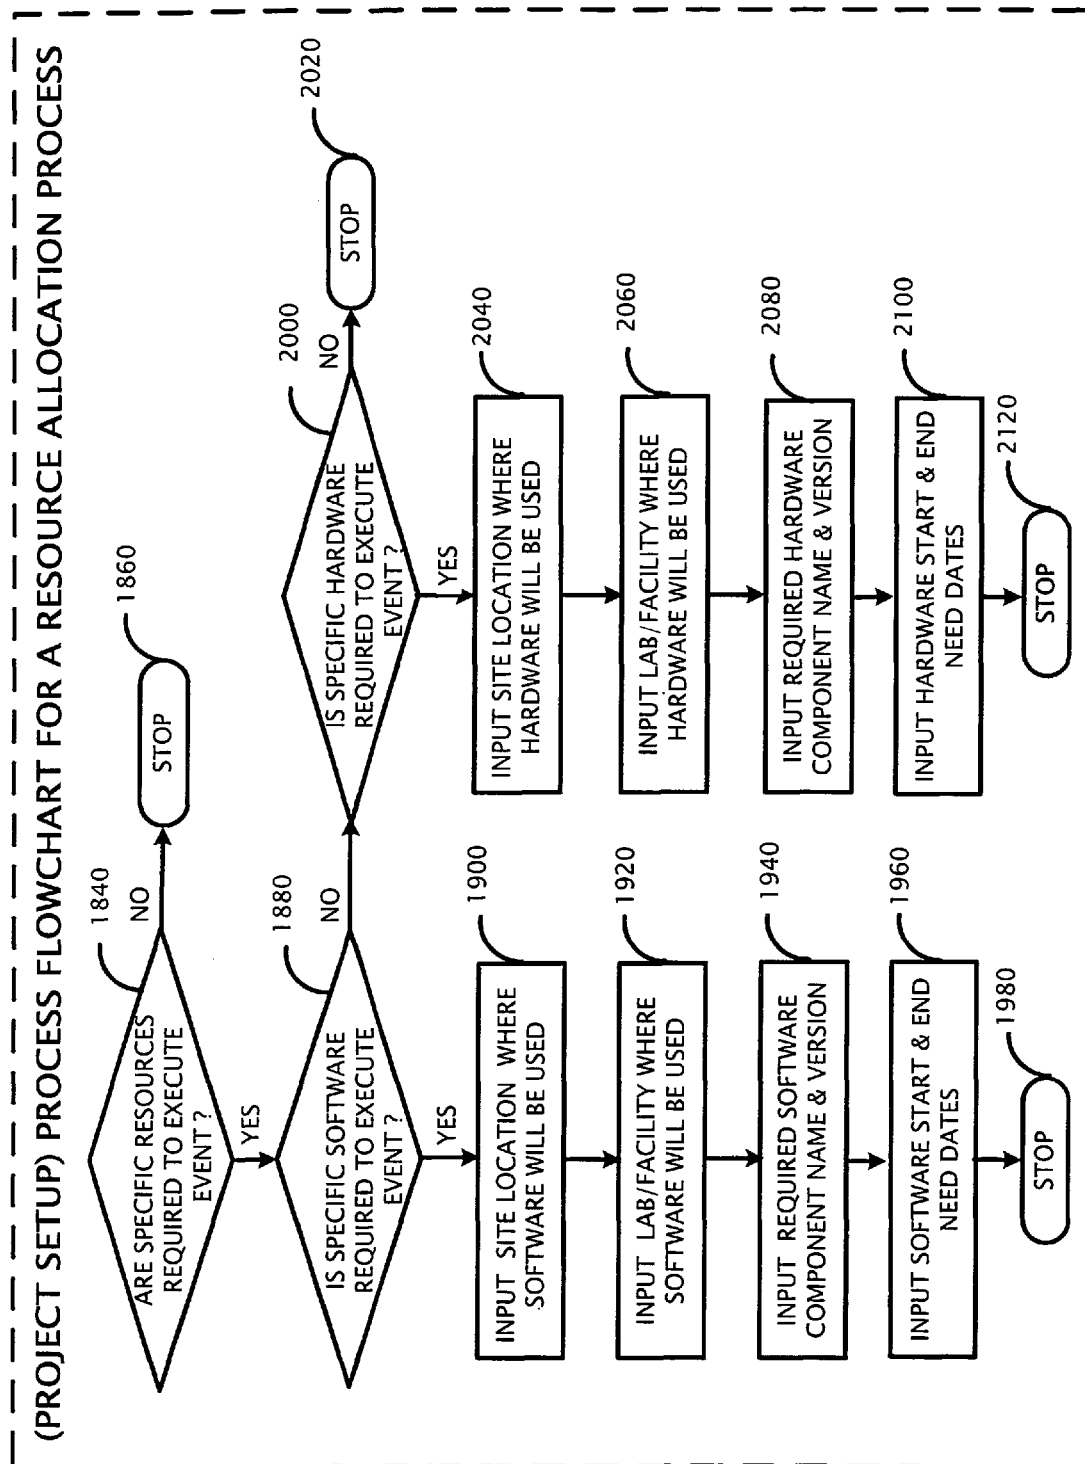 (PROJECT SETUP) PROCESS FLOWCHART FOR A RESOURCE ALLOCATION PROCESS
ARE SPECIFIC RESOURCES
REQUIRED TO EXECUTE
EVENT ?
1840
NO
STOP
1860
YES
IS SPECIFIC SOFTWARE
REQUIRED TO EXECUTE
EVENT ?
1880
NO
IS SPECIFIC HARDWARE
REQUIRED TO EXECUTE
EVENT ?
2000
NO
STOP
2020
YES
INPUT SITE LOCATION WHERE
SOFTWARE WILL BE USED
1900
INPUT LAB/FACILITY WHERE
SOFTWARE WILL BE USED
1920
INPUT REQUIRED SOFTWARE
COMPONENT NAME & VERSION
1940
INPUT SOFTWARE START & END
NEED DATES
1960
STOP
1980
YES
INPUT SITE LOCATION WHERE
HARDWARE WILL BE USED
2040
INPUT LAB/FACILITY WHERE
HARDWARE WILL BE USED
2060
INPUT REQUIRED HARDWARE
COMPONENT NAME & VERSION
2080
INPUT HARDWARE START & END
NEED DATES
2100
STOP
2120